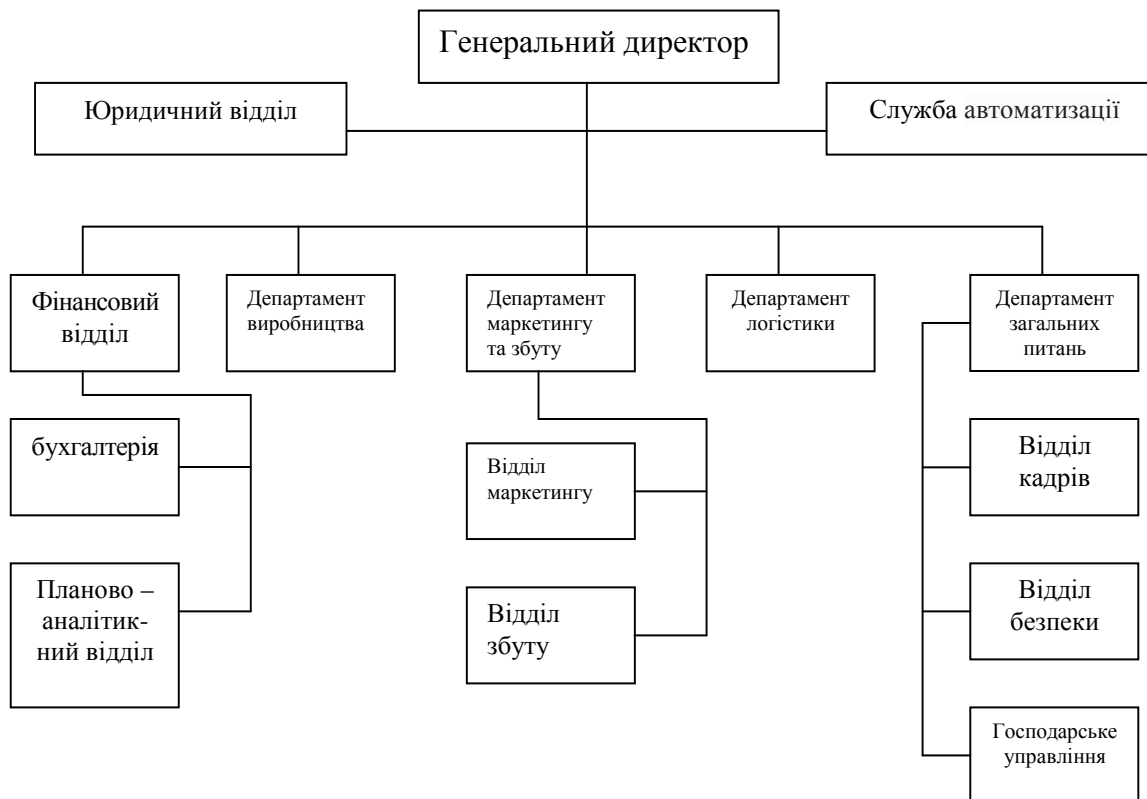 Генеральний директор
Юридичний відділ
Служба автоматизації
Фінансовий
відділ
Департамент
виробництва
Департамент
маркетингу
та збуту
Департамент
логістики
Департамент
загальних
питань
бухгалтерія
Відділ
маркетингу
Відділ
кадрів
Планово –
аналітик-
ний відділ
Відділ
збуту
Відділ
безпеки
Господарське
управління